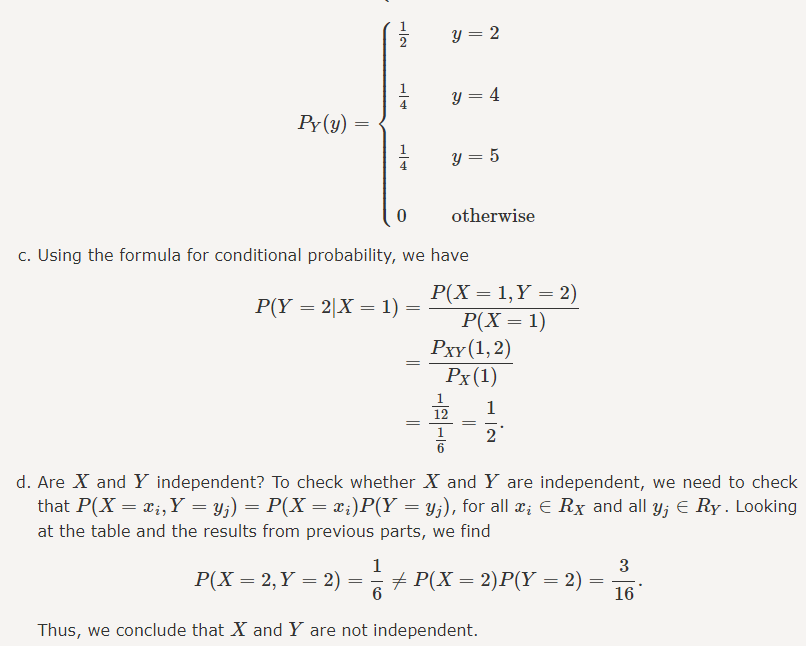 P_Y(y) = { 1/2 y = 2
1/4 y = 4
1/4 y = 5
0 otherwise
c. Using the formula for conditional probability, we have
P(Y = 2|X = 1) = P(X = 1, Y = 2) / P(X = 1)
= P_XY(1, 2) / P_X(1)
= (1/12) / (1/6) = 1/2.
d. Are X and Y independent? To check whether X and Y are independent, we need to check
that P(X = x_i, Y = y_j) = P(X = x_i)P(Y = y_j), for all x_i ∈ R_X and all y_j ∈ R_Y. Looking
at the table and the results from previous parts, we find
P(X = 2, Y = 2) = 1/6 ≠ P(X = 2)P(Y = 2) = 3/16.
Thus, we conclude that X and Y are not independent.